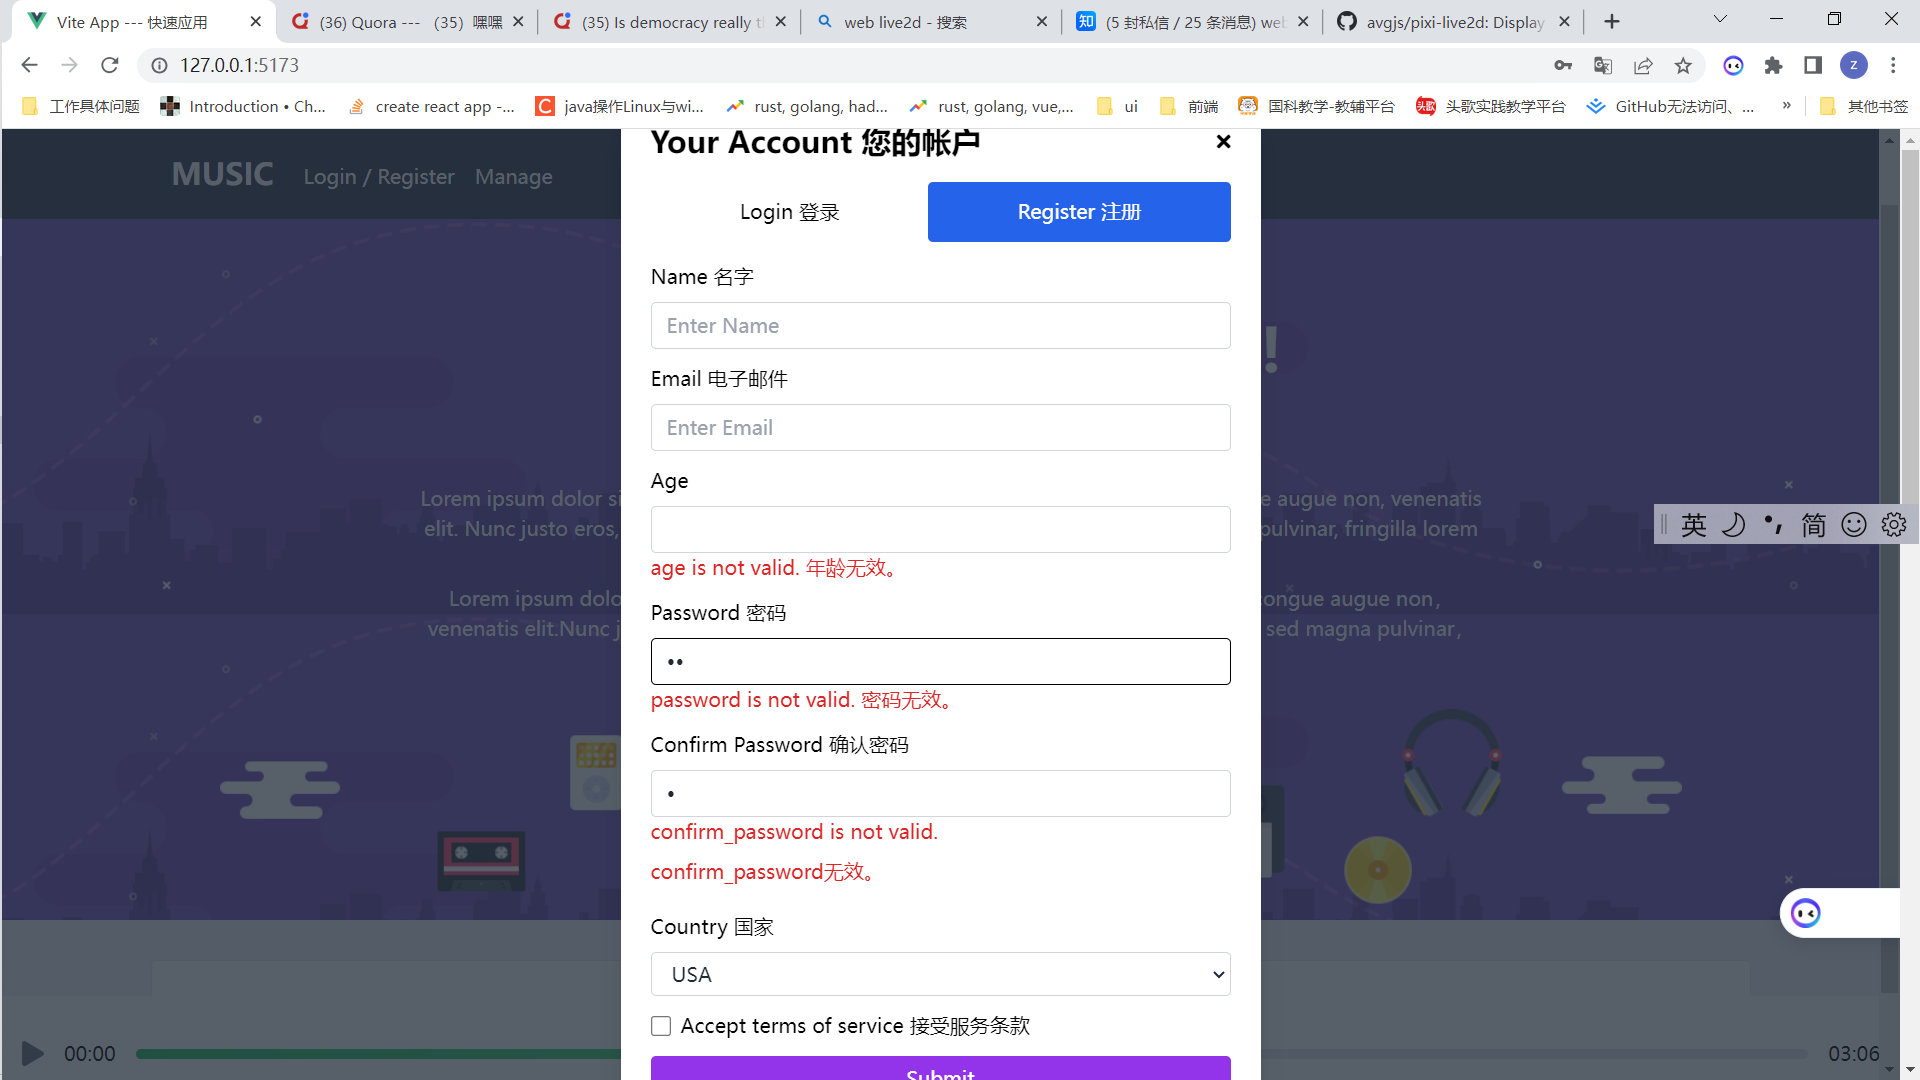 Vite App --- 快速应用
(36) Quora --- （35）嘿嘿
(35) Is democracy really t
web live2d - 搜索
(5 封私信 / 25 条消息) web
avgjs/pixi-live2d: Display
127.0.0.1:5173
z
工作具体问题
Introduction • Ch...
create react app -...
java操作Linux与wi...
rust, golang, had...
rust, golang, vue,...
ui
前端
国科教学-教辅平台
头歌实践教学平台
GitHub无法访问、...
»
其他书签
MUSIC
Login / Register
Manage
Your Account 您的帐户
Login 登录
Register 注册
Name 名字
Enter Name
!
Email 电子邮件
Enter Email
Age
Lorem ipsum dolor si
e augue non, venenatis
elit. Nunc justo eros,
pulvinar, fringilla lorem
英
简
age is not valid. 年龄无效。
Password 密码
Lorem ipsum dolo
ongue augue non，
venenatis elit.Nunc j
sed magna pulvinar，
••
password is not valid. 密码无效。
Confirm Password 确认密码
•
confirm_password is not valid.
confirm_password无效。
Country 国家
USA
Accept terms of service 接受服务条款
00:00
03:06
Submit